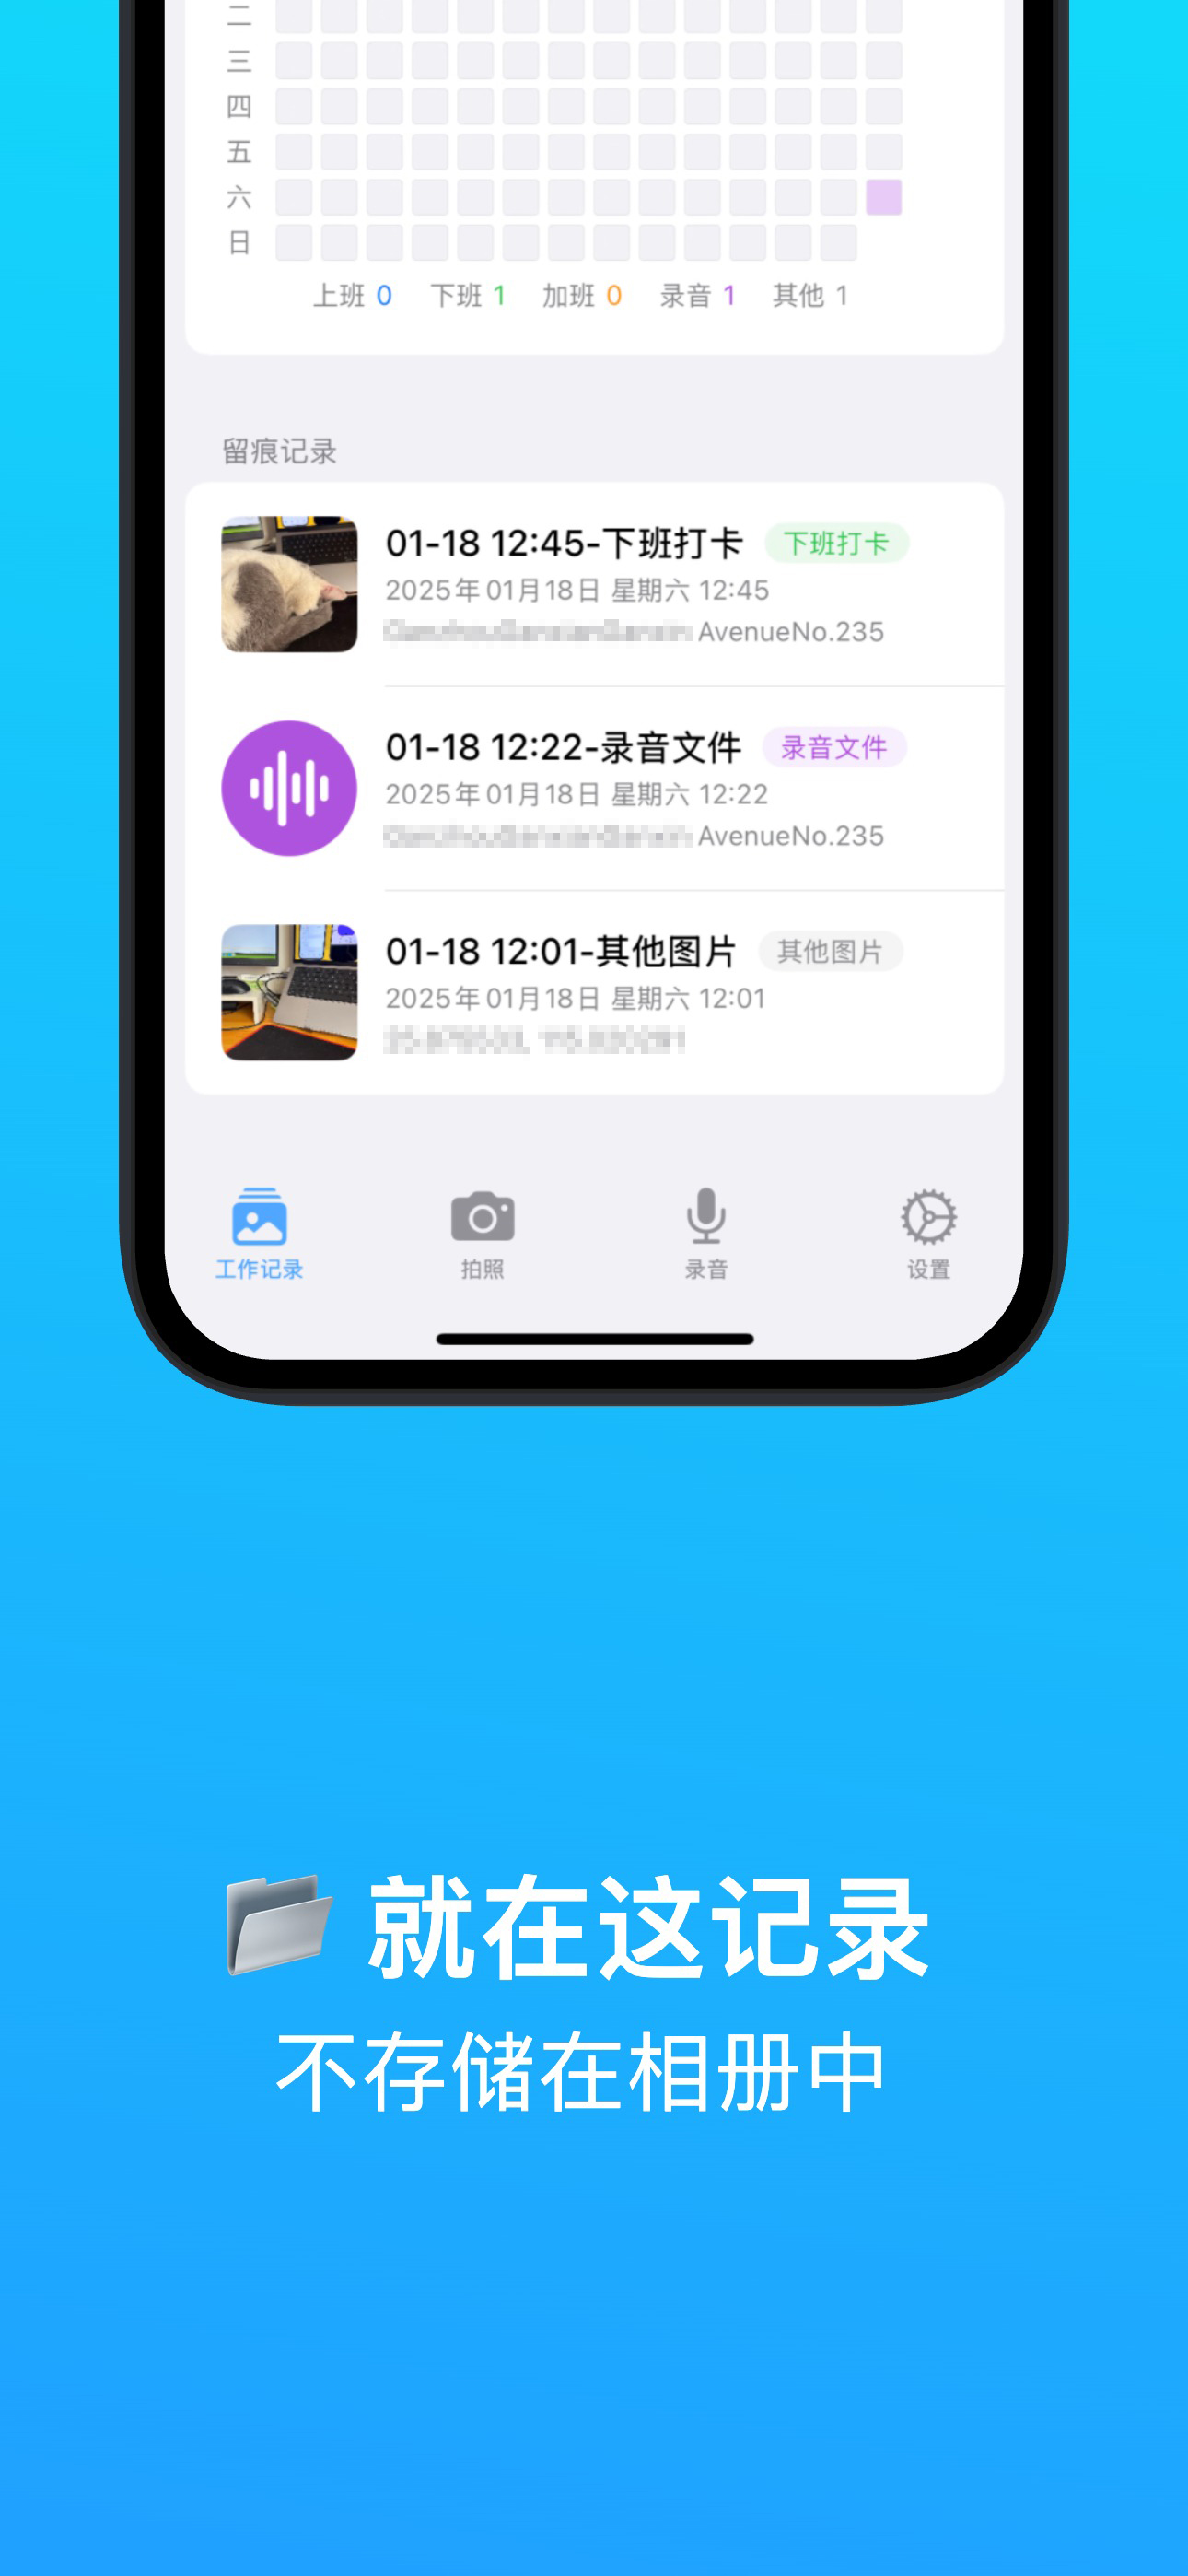 二
三
四
五
六
日
上班 0 下班 1 加班 0 录音 1 其他 1
留痕记录
01-18 12:45-下班打卡 下班打卡
2025年01月18日 星期六 12:45
AvenueNo.235
01-18 12:22-录音文件 录音文件
2025年01月18日 星期六 12:22
AvenueNo.235
01-18 12:01-其他图片 其他图片
2025年01月18日 星期六 12:01
工作记录 拍照 录音 设置
就在这记录
不存储在相册中